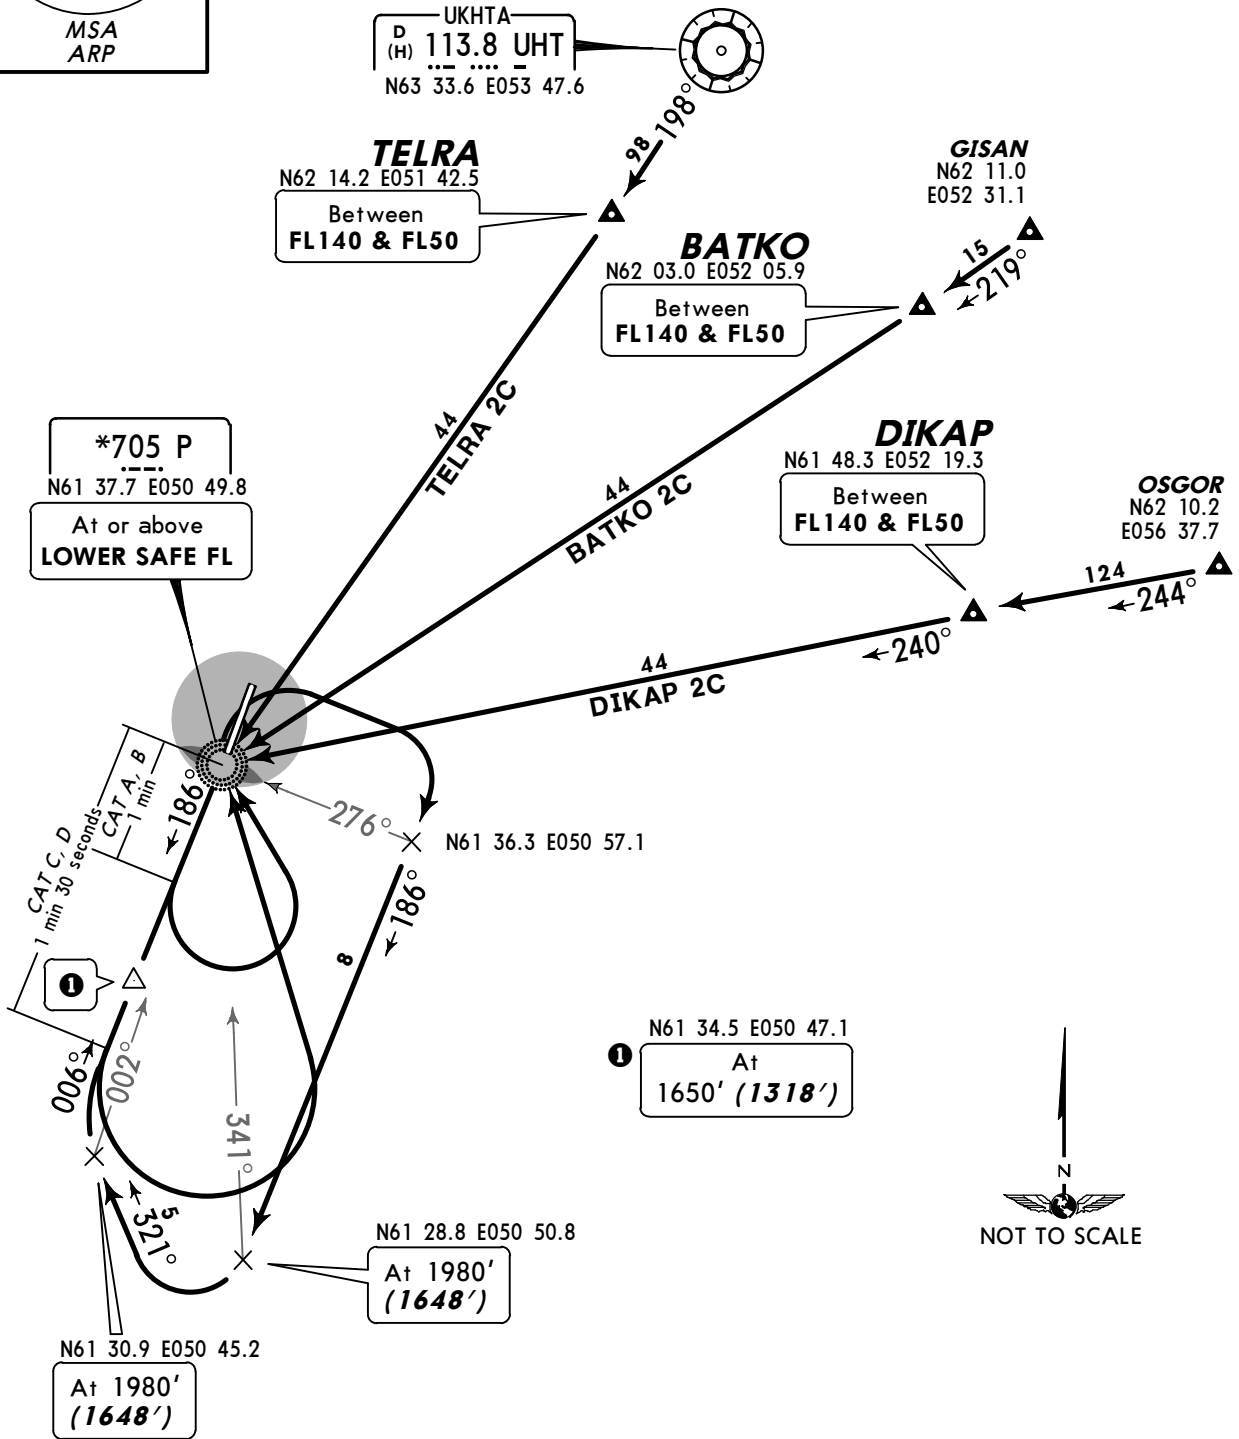 MSA
ARP
UKHTA
D
(H) 113.8 UHT
N63 33.6 E053 47.6
198°
98
TELRA
N62 14.2 E051 42.5
Between
FL140 & FL50
GISAN
N62 11.0
E052 31.1
15
219°
BATKO
N62 03.0 E052 05.9
Between
FL140 & FL50
44
TELRA 2C
*705 P
N61 37.7 E050 49.8
At or above
LOWER SAFE FL
44
BATKO 2C
DIKAP
N61 48.3 E052 19.3
Between
FL140 & FL50
OSGOR
N62 10.2
E056 37.7
124
244°
240°
44
DIKAP 2C
CAT A, B
1 min
CAT C, D
1 min 30 seconds
186°
276°
N61 36.3 E050 57.1
186°
8
1
006°
002°
341°
N61 34.5 E050 47.1
1
At
1650' (1318')
5
321°
N61 28.8 E050 50.8
At 1980'
(1648')
N61 30.9 E050 45.2
At 1980'
(1648')
N
NOT TO SCALE